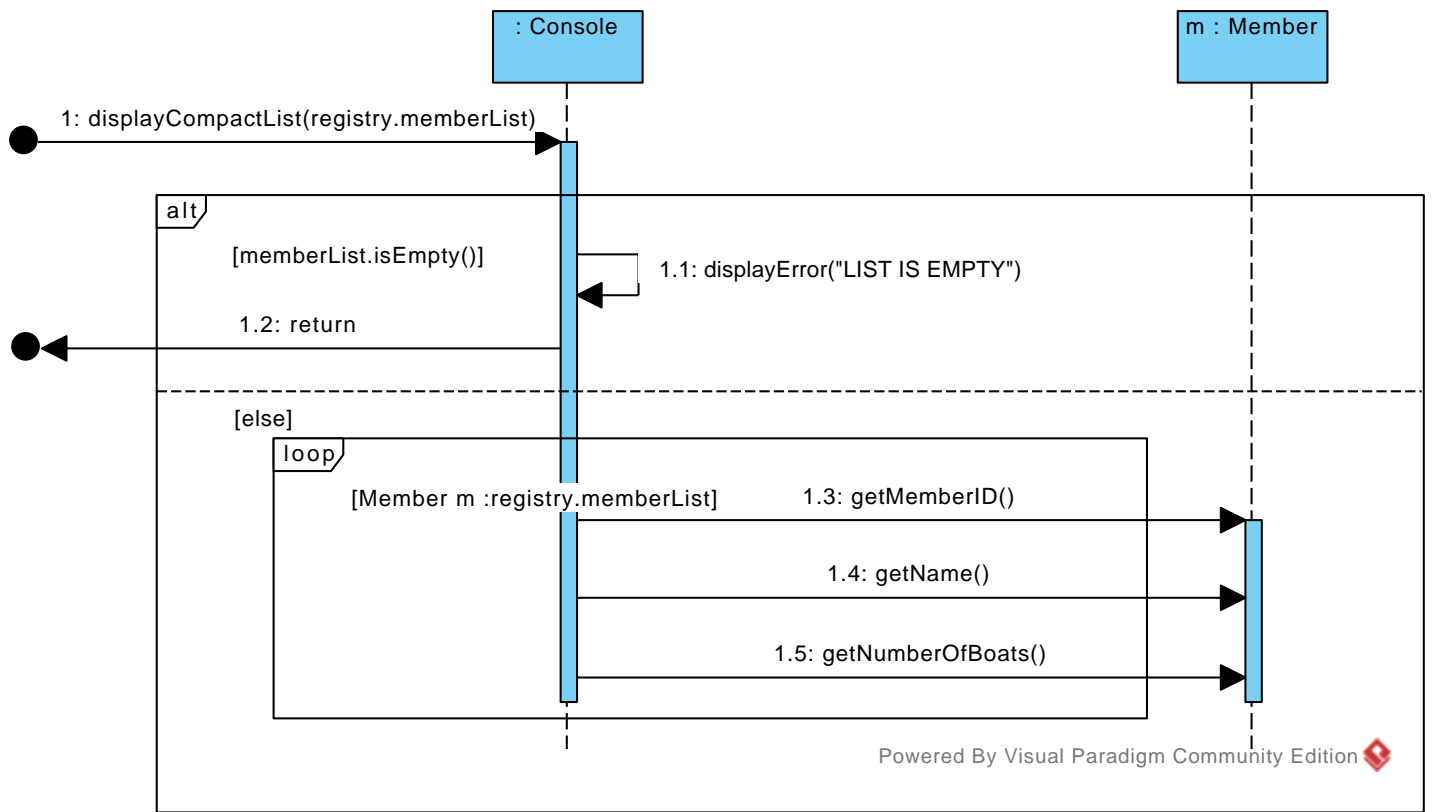 : Console
m : Member
1: displayCompactList(registry.memberList)
alt
[memberList.isEmpty()]
1.1: displayError("LIST IS EMPTY")
1.2: return
[else]
loop
[Member m :registry.memberList]
1.3: getMemberID()
1.4: getName()
1.5: getNumberOfBoats()
Powered By Visual Paradigm Community Edition